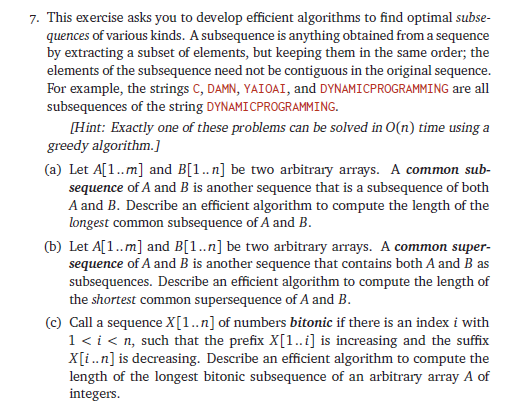 7. This exercise asks you to develop efficient algorithms to find optimal subse-
quences of various kinds. A subsequence is anything obtained from a sequence
by extracting a subset of elements, but keeping them in the same order; the
elements of the subsequence need not be contiguous in the original sequence.
For example, the strings C, DAMN, YAIOAI, and DYNAMICPROGRAMMING are all
subsequences of the string DYNAMICPROGRAMMING.
[Hint: Exactly one of these problems can be solved in O(n) time using a
greedy algorithm.]
(a) Let A[1..m] and B[1..n] be two arbitrary arrays. A common sub-
sequence of A and B is another sequence that is a subsequence of both
A and B. Describe an efficient algorithm to compute the length of the
longest common subsequence of A and B.
(b) Let A[1..m] and B[1..n] be two arbitrary arrays. A common super-
sequence of A and B is another sequence that contains both A and B as
subsequences. Describe an efficient algorithm to compute the length of
the shortest common supersequence of A and B.
(c) Call a sequence X[1..n] of numbers bitonic if there is an index i with
1 < i < n, such that the prefix X[1..i] is increasing and the suffix
X[i..n] is decreasing. Describe an efficient algorithm to compute the
length of the longest bitonic subsequence of an arbitrary array A of
integers.